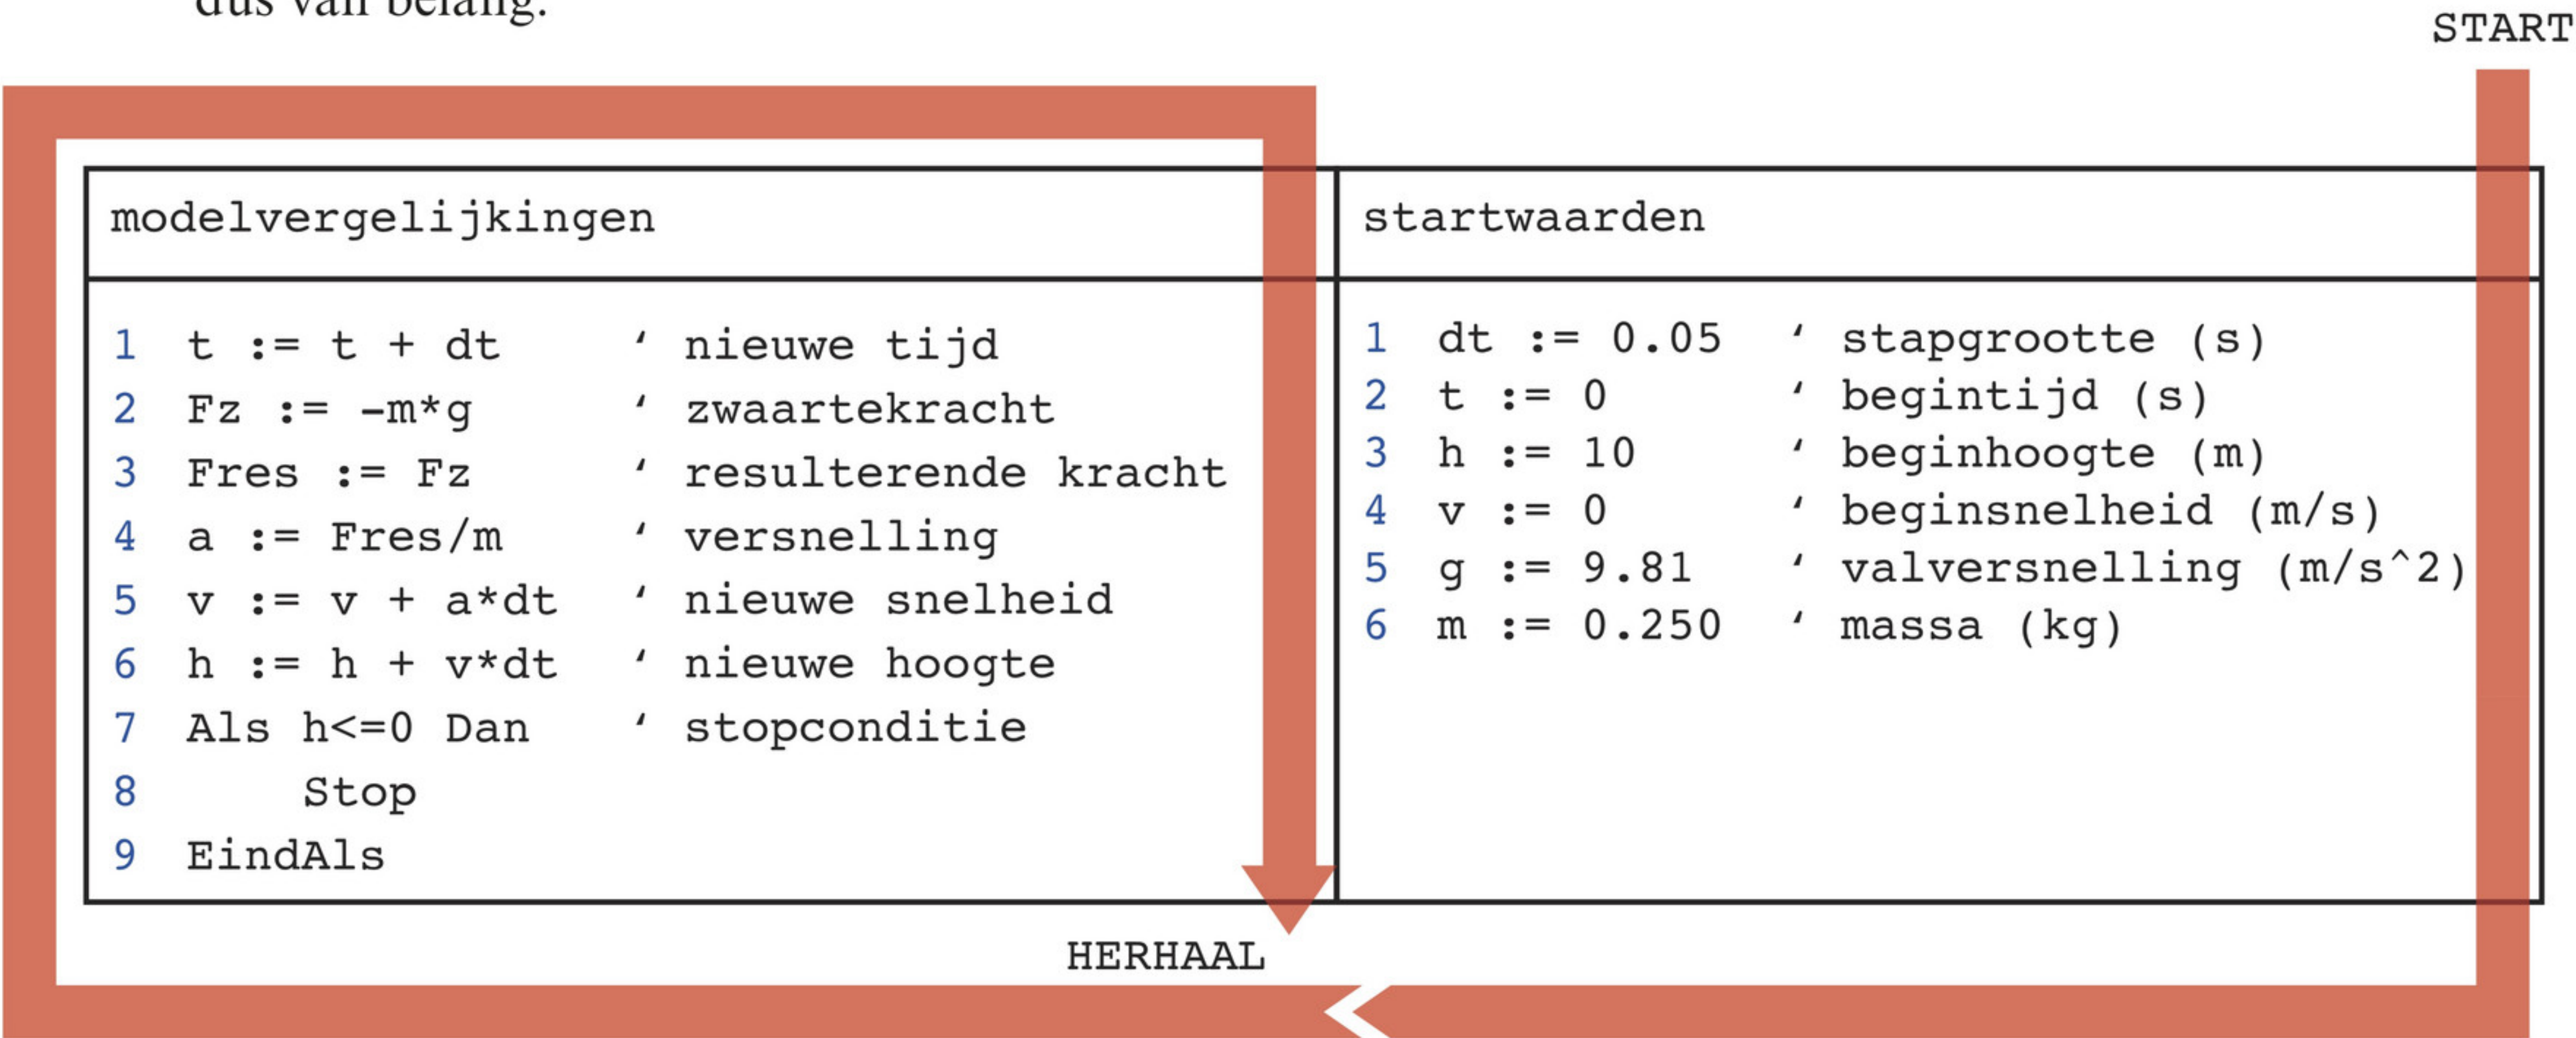 dus van belang.
START
modelvergelijkingen
1 t := t + dt ‘ nieuwe tijd
2 Fz := -m*g ‘ zwaartekracht
3 Fres := Fz ‘ resulterende kracht
4 a := Fres/m ‘ versnelling
5 v := v + a*dt ‘ nieuwe snelheid
6 h := h + v*dt ‘ nieuwe hoogte
7 Als h<=0 Dan ‘ stopconditie
8 Stop
9 EindAls
startwaarden
1 dt := 0.05 ‘ stapgrootte (s)
2 t := 0 ‘ begintijd (s)
3 h := 10 ‘ beginhoogte (m)
4 v := 0 ‘ beginsnelheid (m/s)
5 g := 9.81 ‘ valversnelling (m/s^2)
6 m := 0.250 ‘ massa (kg)
HERHAAL